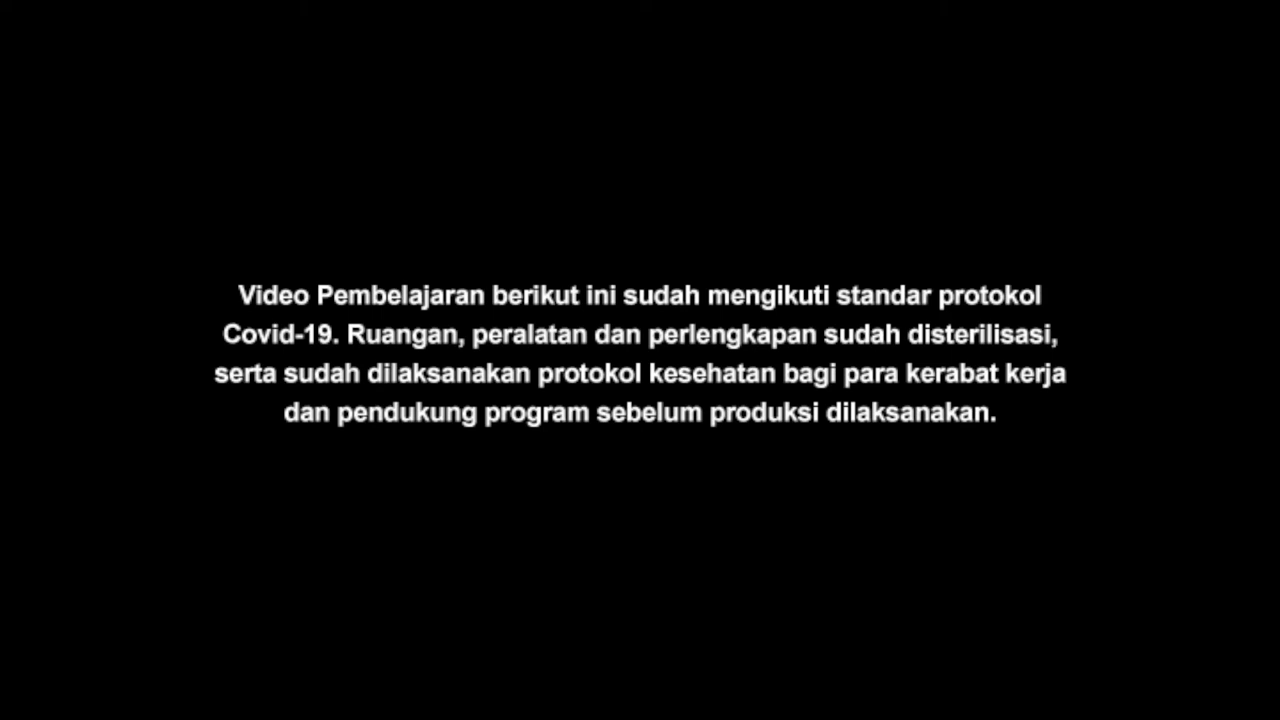 Video Pembelajaran berikut ini sudah mengikuti standar protokol
Covid-19. Ruangan, peralatan dan perlengkapan sudah disterilisasi,
serta sudah dilaksanakan protokol kesehatan bagi para kerabat kerja
dan pendukung program sebelum produksi dilaksanakan.